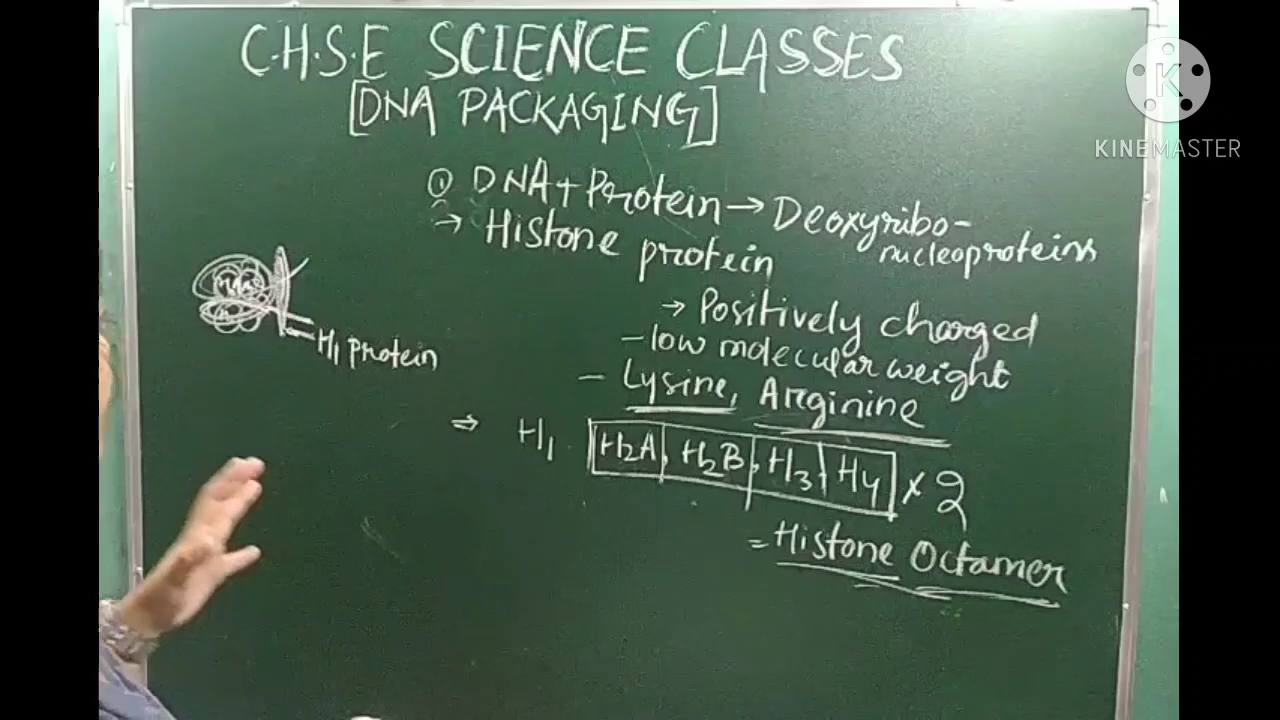 C.H.S.E SCIENCE CLASSES
[DNA PACKAGING]
K
KINEMASTER
① DNA + Protein → Deoxyribo-
nucleoproteins
→ Histone protein
→ Positively charged
- low molecular weight
- Lysine, Arginine
H1 protein
⇒ H1 H2A, H2B, H3, H4 × 2
= Histone Octamer